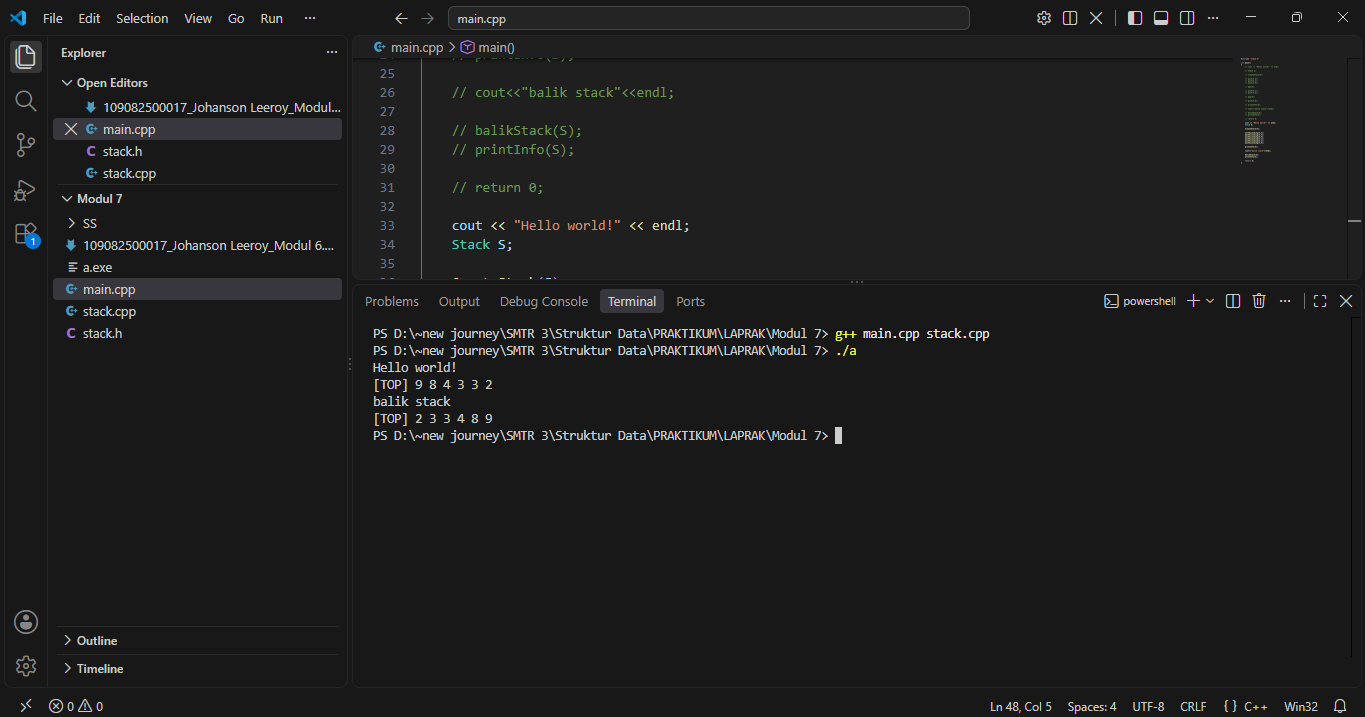 File Edit Selection View Go Run ···
main.cpp
Explorer
Open Editors
109082500017_Johanson Leeroy_Modul...
main.cpp
stack.h
stack.cpp
Modul 7
SS
109082500017_Johanson Leeroy_Modul 6....
a.exe
main.cpp
stack.cpp
stack.h
Outline
Timeline
1
main.cpp > main()
25
26 // cout<<"balik stack"<<endl;
27
28 // balikStack(S);
29 // printInfo(S);
30
31 // return 0;
32
33 cout << "Hello world!" << endl;
34 Stack S;
35
Problems Output Debug Console Terminal Ports
powershell
PS D:\~new journey\SMTR 3\Struktur Data\PRAKTIKUM\LAPRAK\Modul 7> g++ main.cpp stack.cpp
PS D:\~new journey\SMTR 3\Struktur Data\PRAKTIKUM\LAPRAK\Modul 7> ./a
Hello world!
[TOP] 9 8 4 3 3 2
balik stack
[TOP] 2 3 3 4 8 9
PS D:\~new journey\SMTR 3\Struktur Data\PRAKTIKUM\LAPRAK\Modul 7>
0 0
Ln 48, Col 5 Spaces: 4 UTF-8 CRLF { } C++ Win32